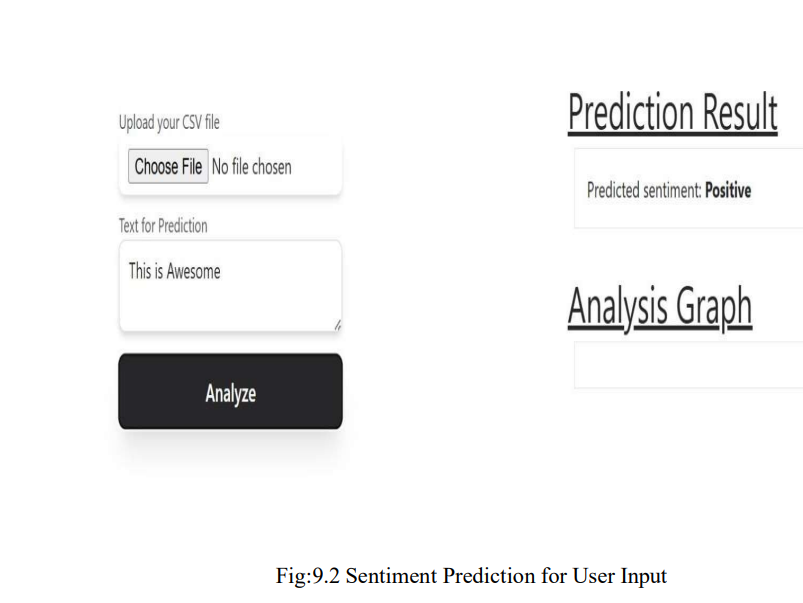 Upload your CSV file
Choose File No file chosen
Text for Prediction
This is Awesome
Analyze
Prediction Result
Predicted sentiment: Positive
Analysis Graph
Fig:9.2 Sentiment Prediction for User Input